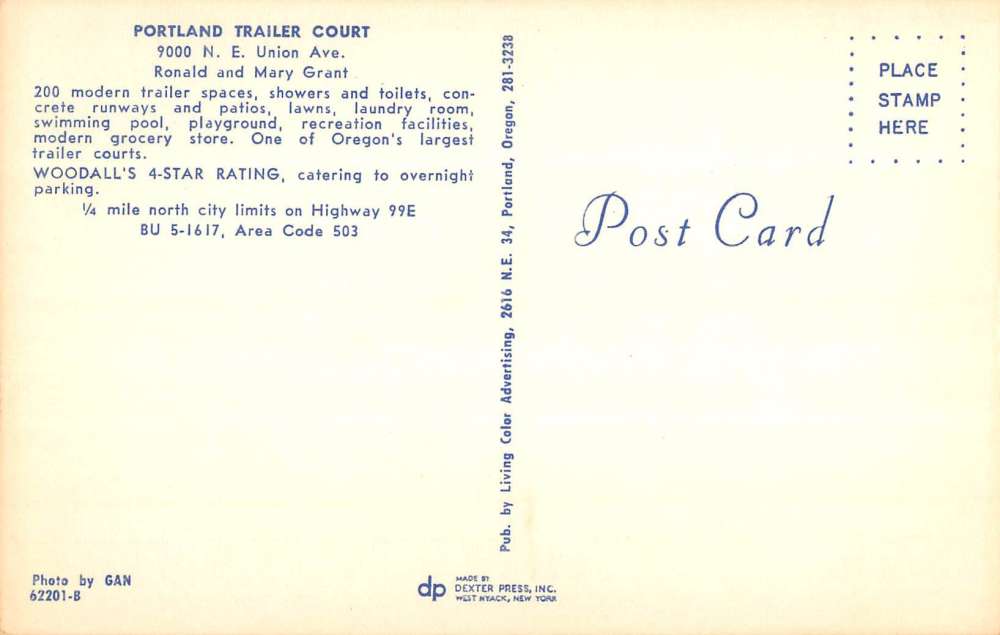 PORTLAND TRAILER COURT
9000 N. E. Union Ave.
Ronald and Mary Grant
200 modern trailer spaces, showers and toilets, con-
crete runways and patios, lawns, laundry room,
swimming pool, playground, recreation facilities,
modern grocery store. One of Oregon's largest
trailer courts.
WOODALL'S 4-STAR RATING, catering to overnight
parking.
¼ mile north city limits on Highway 99E
BU 5-1617, Area Code 503
Photo by GAN
62201-B
Pub. by Living Color Advertising, 2616 N.E. 34, Portland, Oregon, 281-3238
dp
MADE BY
DEXTER PRESS, INC.
WEST NYACK, NEW YORK
PLACE
STAMP
HERE
Post Card